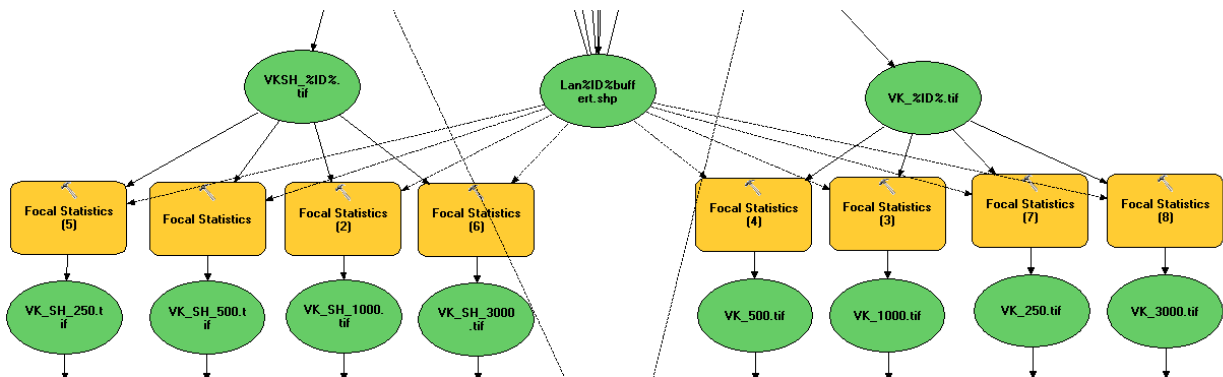 VKSH_%ID%.
tif
Lan%ID%buff
ert.shp
VK_%ID%.tif
Focal Statistics
(5)
Focal Statistics
Focal Statistics
(2)
Focal Statistics
(6)
Focal Statistics
(4)
Focal Statistics
(3)
Focal Statistics
(7)
Focal Statistics
(8)
VK_SH_250.t
if
VK_SH_500.t
if
VK_SH_1000.
tif
VK_SH_3000
.tif
VK_500.tif
VK_1000.tif
VK_250.tif
VK_3000.tif